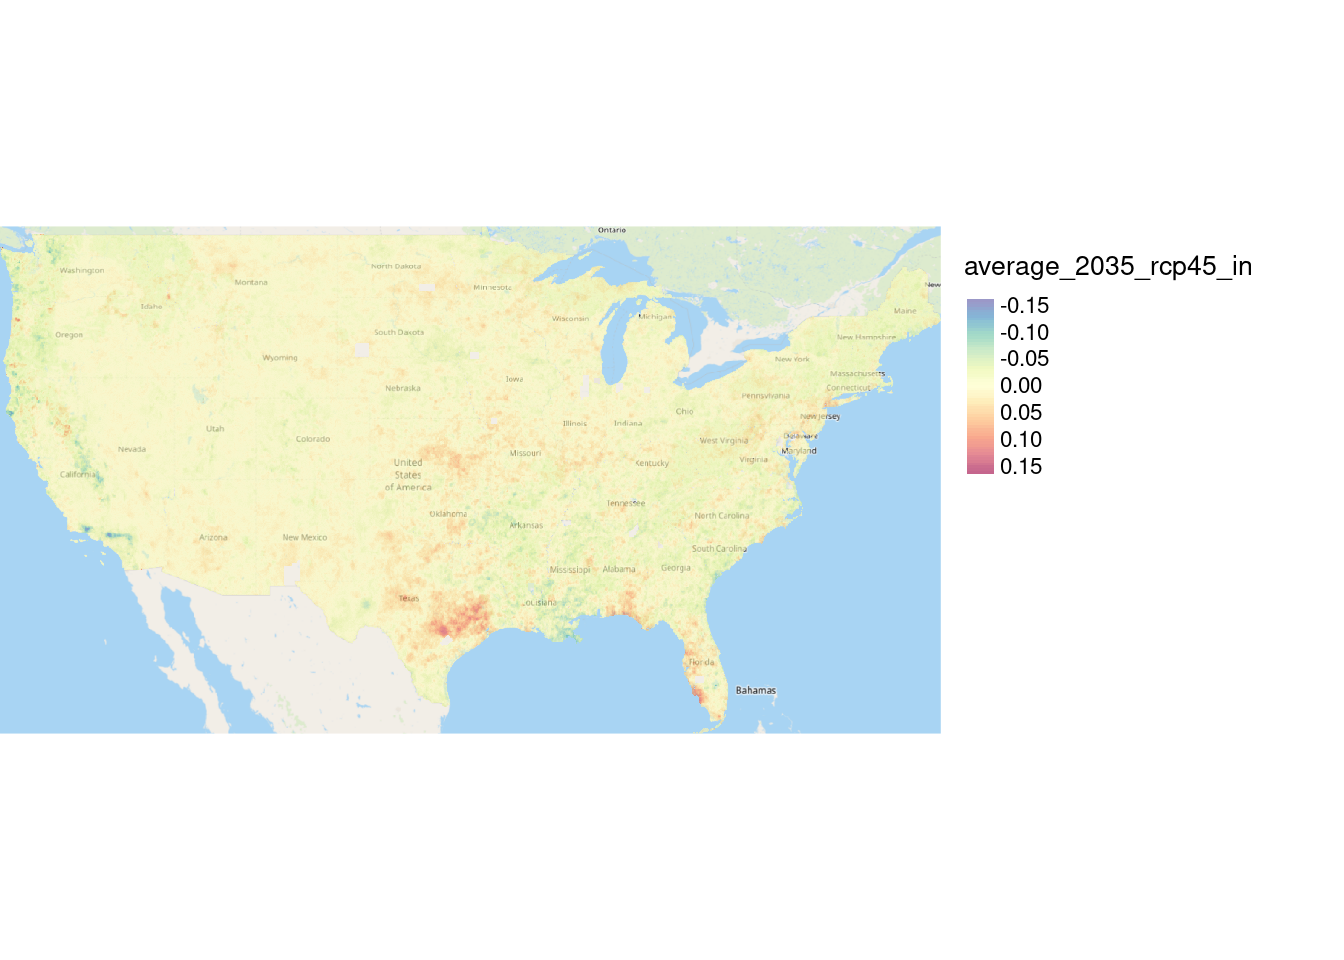 Ontario
average_2035_rcp45_in
Washington
North Dakota
Montana
Minnesota
New
Idaho
Maine
Wisconsin
Michigan
Oregon
South Dakota
New Hampshire
Wyoming
New York
Massachusetts
Iowa
Nebraska
Connecticut
Pennsylvania
Ohio
New Jersey
Utah
Illinois
Indiana
Colorado
Delaware
Nevada
West Virginia
Missouri
Maryland
United
States
of America
Kentucky
Virginia
California
Tennessee
Oklahoma
North Carolina
Arkansas
Arizona
New Mexico
South Carolina
Mississippi
Alabama
Georgia
Texas
Louisiana
Florida
Bahamas
-0.15
-0.10
-0.05
0.00
0.05
0.10
0.15